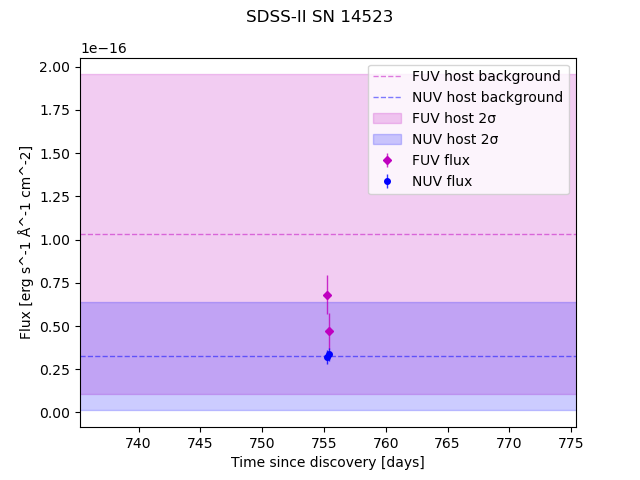 SDSS-II SN 14523
1e−16
2.00
1.75
1.50
1.25
1.00
0.75
0.50
0.25
0.00
Flux [erg s^-1 Å^-1 cm^-2]
FUV host background
NUV host background
FUV host 2σ
NUV host 2σ
FUV flux
NUV flux
740 745 750 755 760 765 770 775
Time since discovery [days]